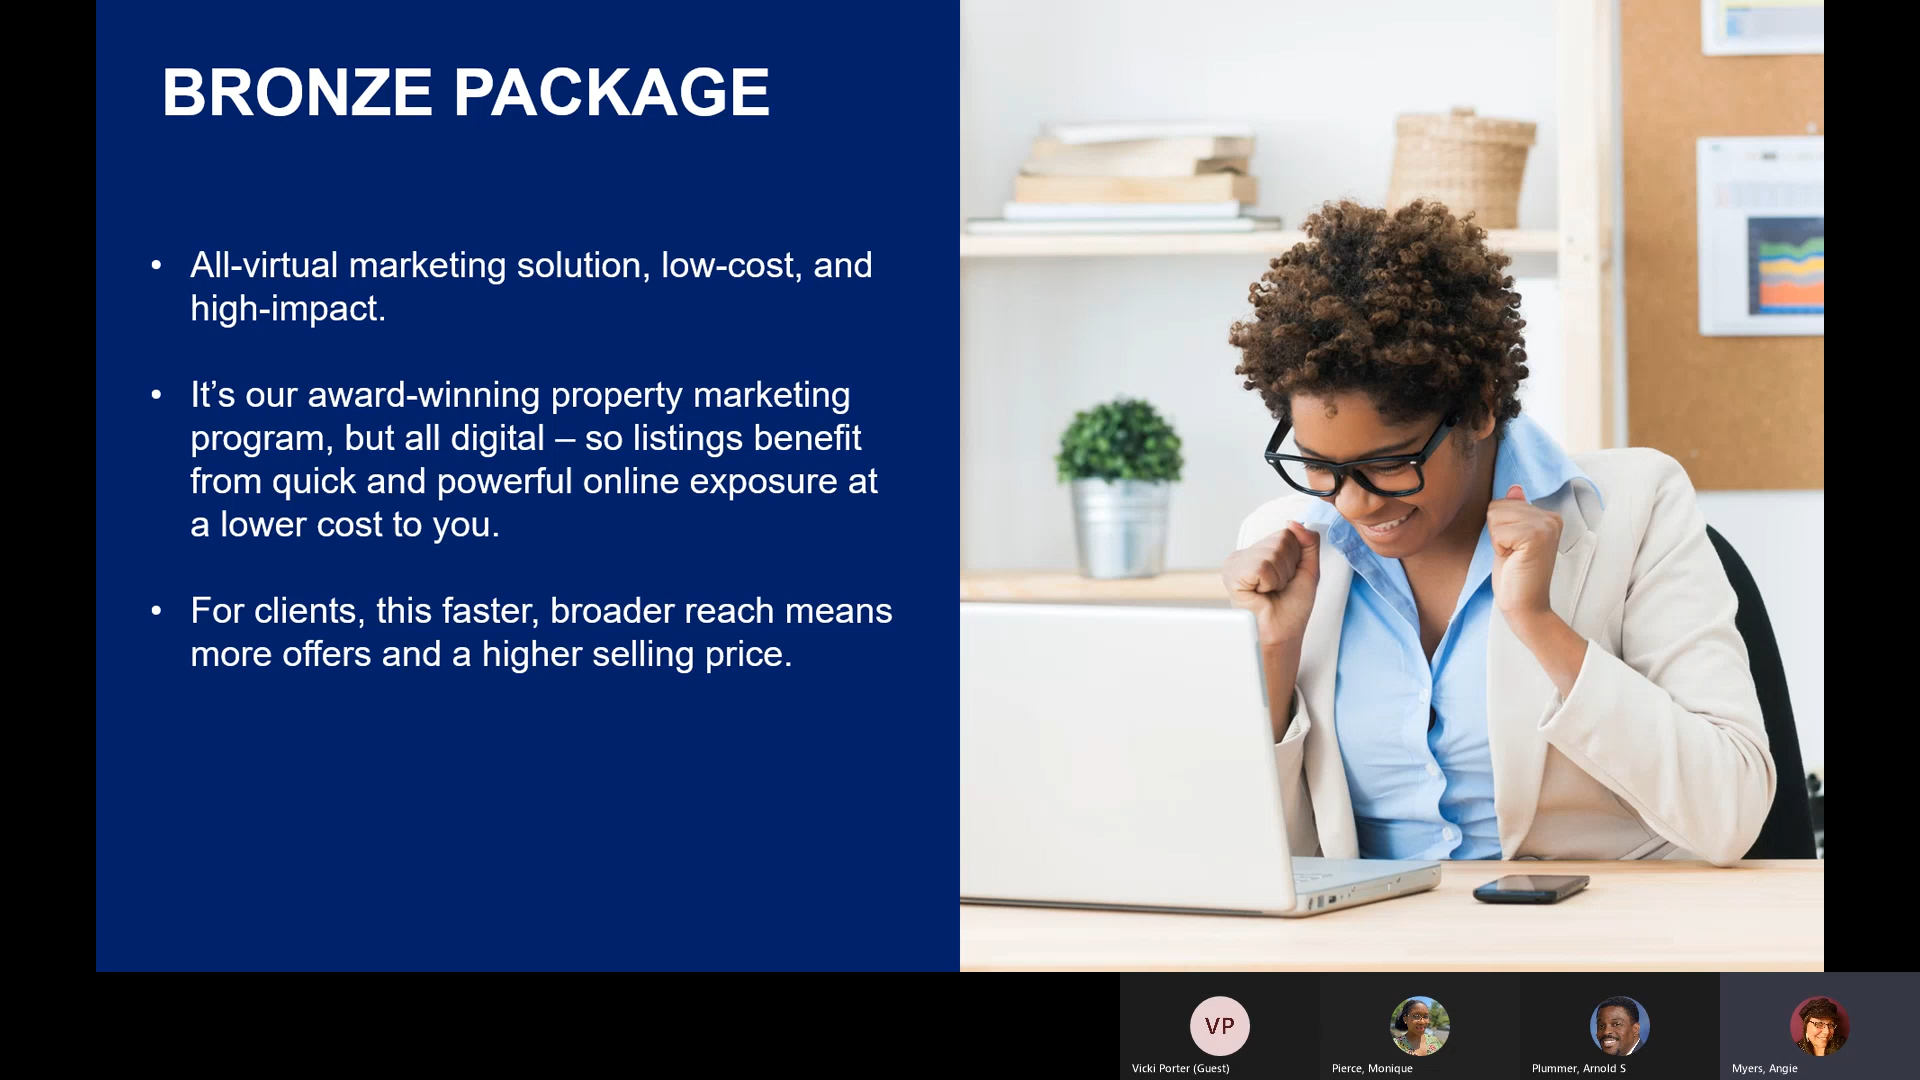 BRONZE PACKAGE
• All-virtual marketing solution, low-cost, and
high-impact.
• It’s our award-winning property marketing
program, but all digital – so listings benefit
from quick and powerful online exposure at
a lower cost to you.
• For clients, this faster, broader reach means
more offers and a higher selling price.
VP
Vicki Porter (Guest)
Pierce, Monique
Plummer, Arnold S
Myers, Angie